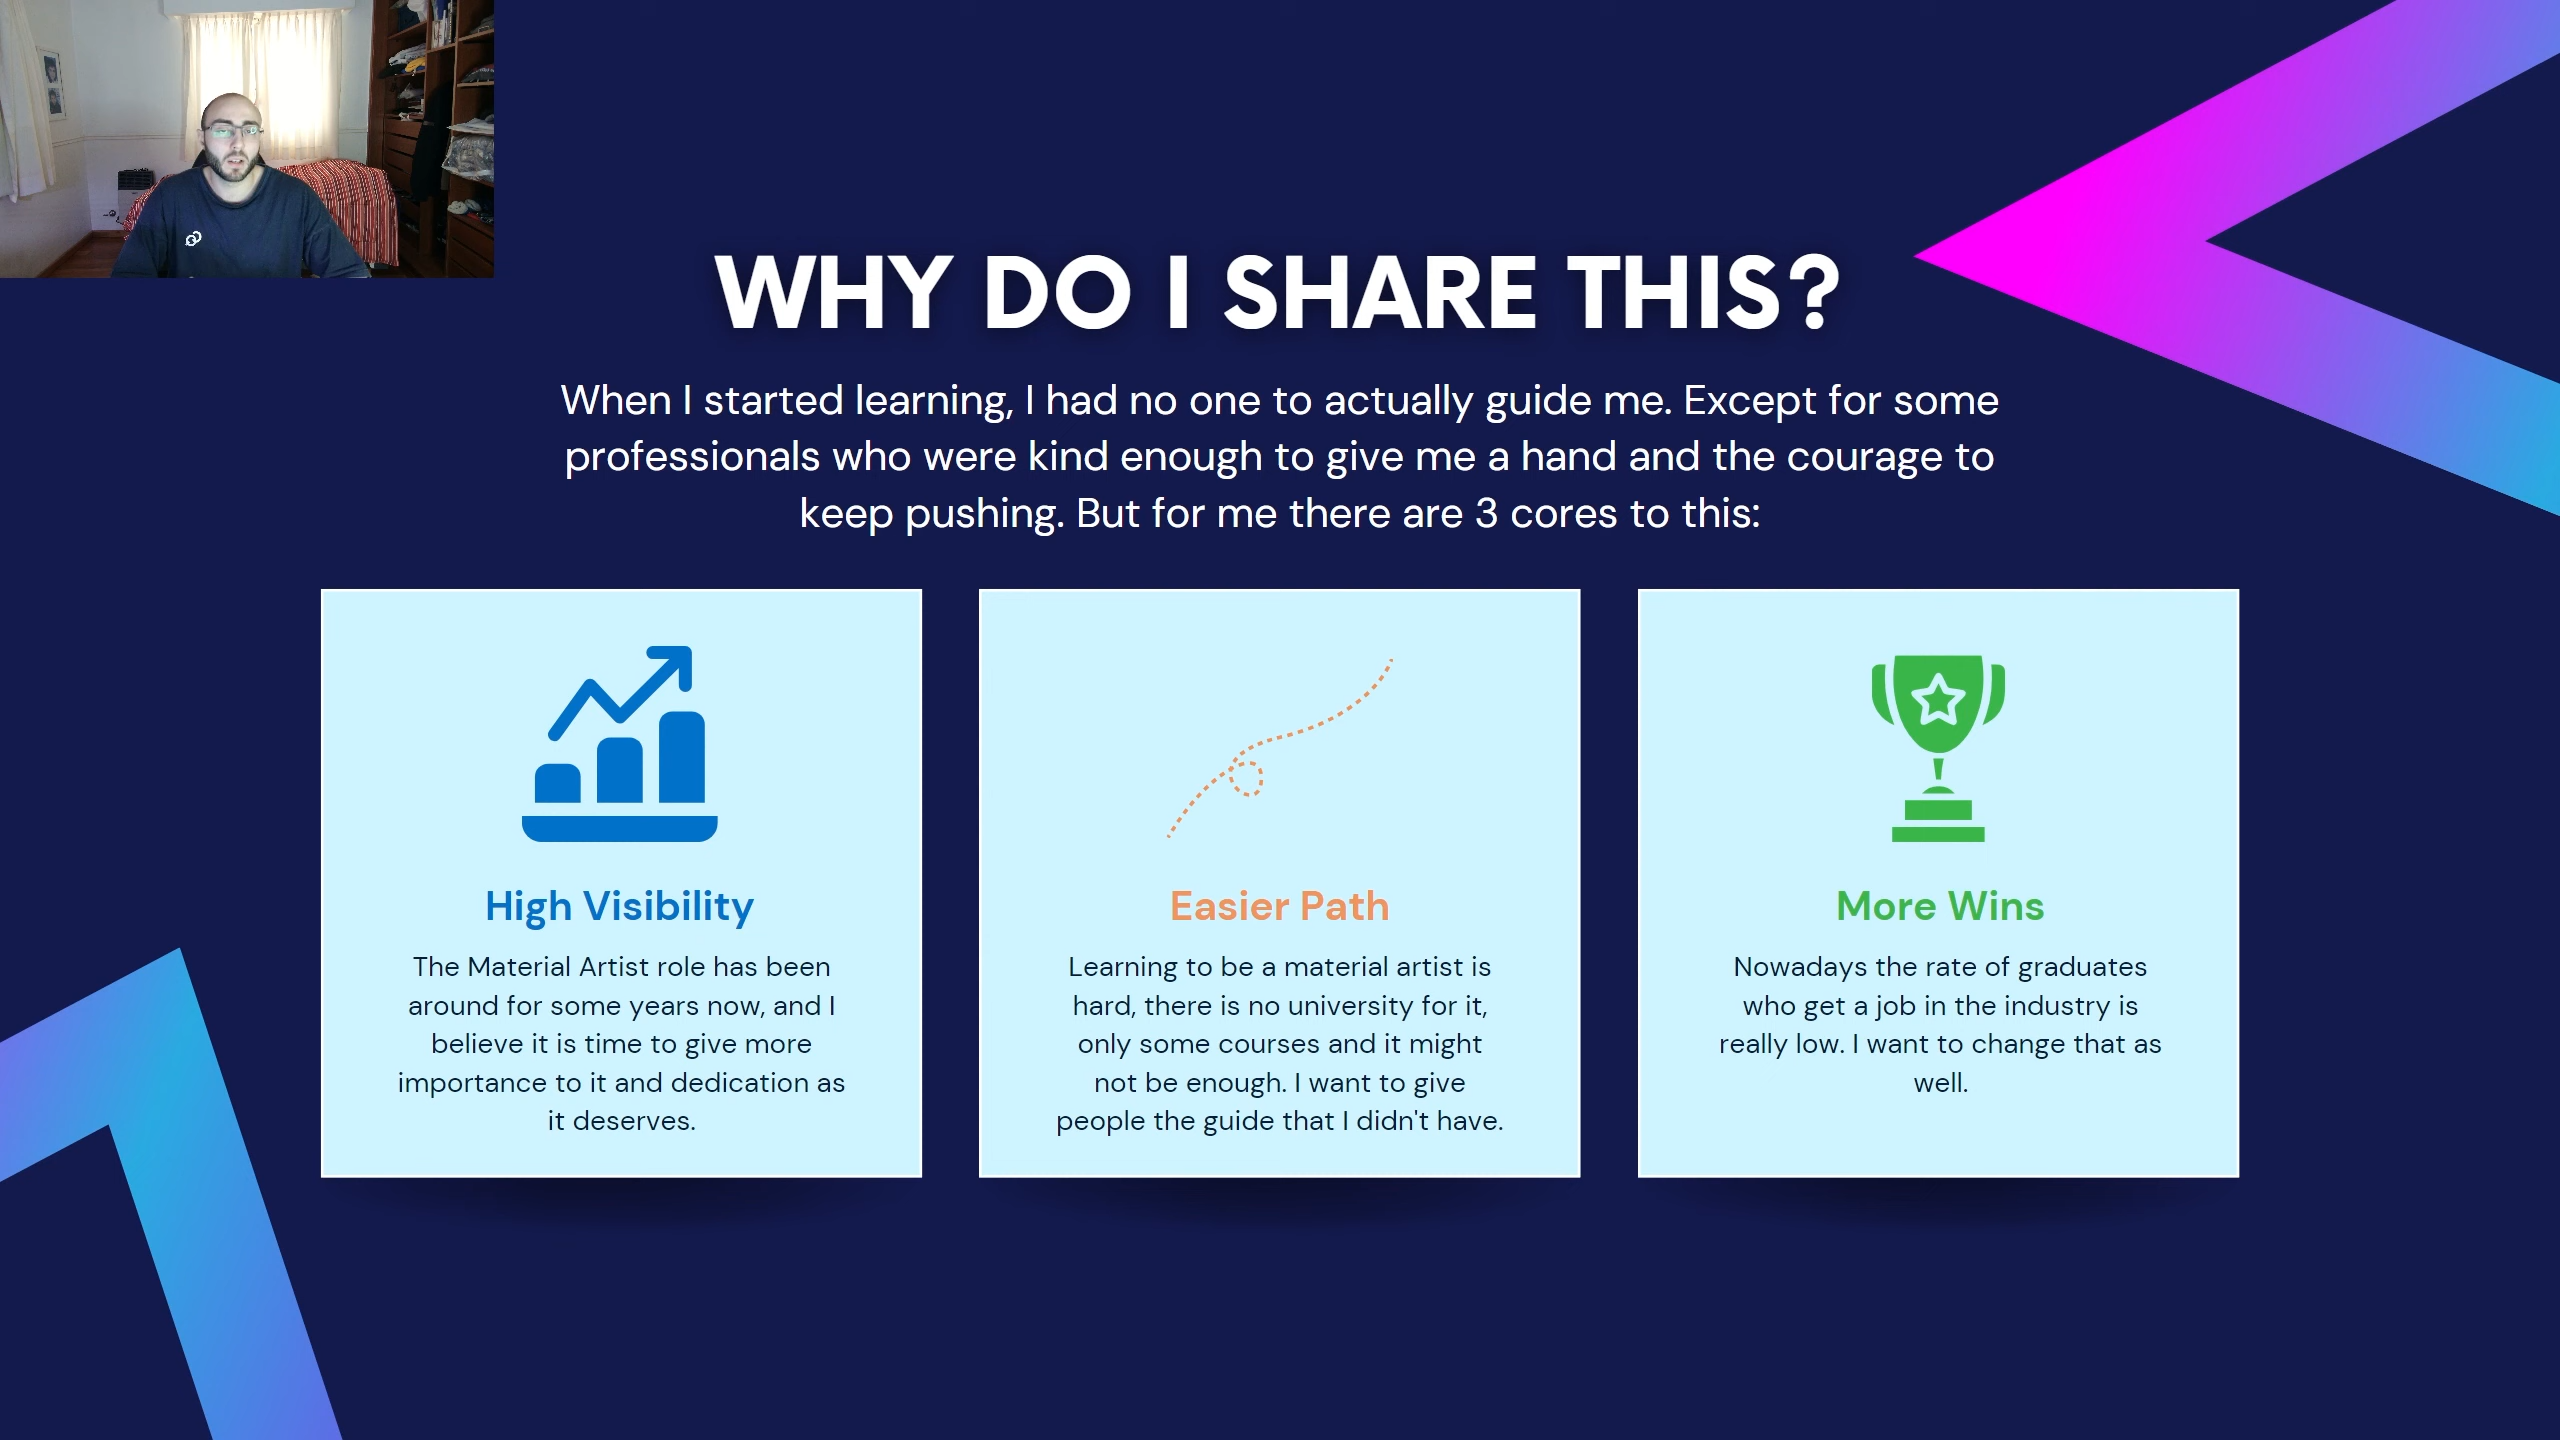 WHY DO I SHARE THIS?
When I started learning, I had no one to actually guide me. Except for some
professionals who were kind enough to give me a hand and the courage to
keep pushing. But for me there are 3 cores to this:
High Visibility
The Material Artist role has been
around for some years now, and I
believe it is time to give more
importance to it and dedication as
it deserves.
Easier Path
Learning to be a material artist is
hard, there is no university for it,
only some courses and it might
not be enough. I want to give
people the guide that I didn't have.
More Wins
Nowadays the rate of graduates
who get a job in the industry is
really low. I want to change that as
well.